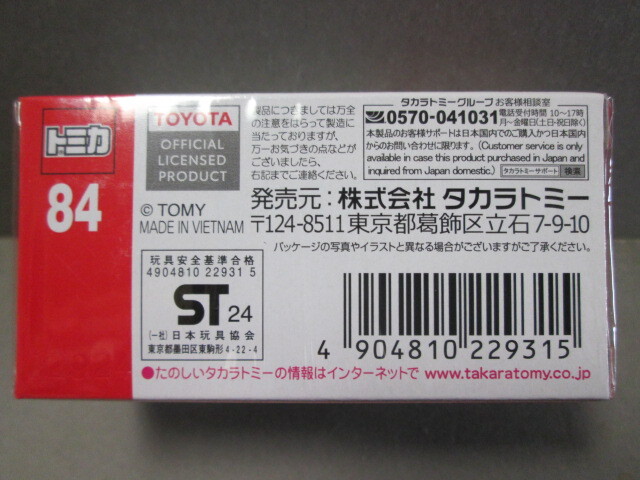 トミカ
84
TOYOTA
OFFICIAL
LICENSED
PRODUCT
© TOMY
MADE IN VIETNAM
製品につきましては万全
の注意をはらって製造に
当たっておりますが、
万一お気づきの点などが
ございましたら、
右記までご連絡ください。
タカラトミーグループ お客様相談室
0570-041031
電話受付時間 10～17時
月～金曜日(土・日・祝日除く)
本製品のお客様サポートは日本国内でのご購入かつ日本国内
からのお問い合わせに限ります。(Customer service is only
available in case this product purchased in Japan and
inquired from Japan domestic.)
タカラトミーサポート 検索
発売元：株式会社 タカラトミー
〒124-8511 東京都葛飾区立石7-9-10
パッケージの写真やイラストと異なる場合がございますがご了承ください。
玩具安全基準合格
4904810 22931 5
ST 24
(一社)日本玩具協会
東京都墨田区東駒形4-22-4
4 904810 229315
●たのしいタカラトミーの情報はインターネットで www.takaratomy.co.jp